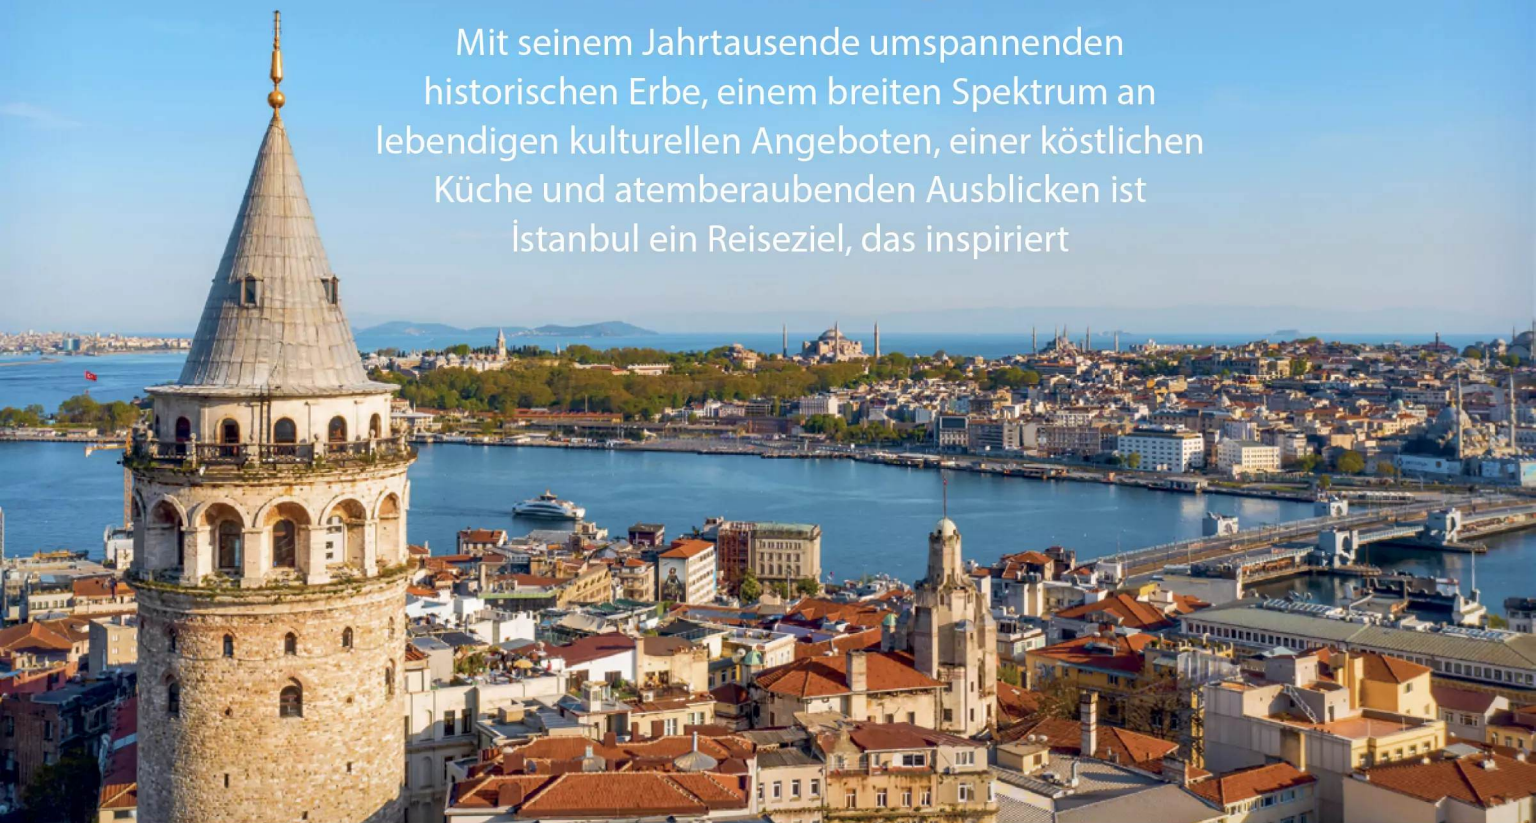 Mit seinem Jahrtausende umspannenden
historischen Erbe, einem breiten Spektrum an
lebendigen kulturellen Angeboten, einer köstlichen
Küche und atemberaubenden Ausblicken ist
İstanbul ein Reiseziel, das inspiriert